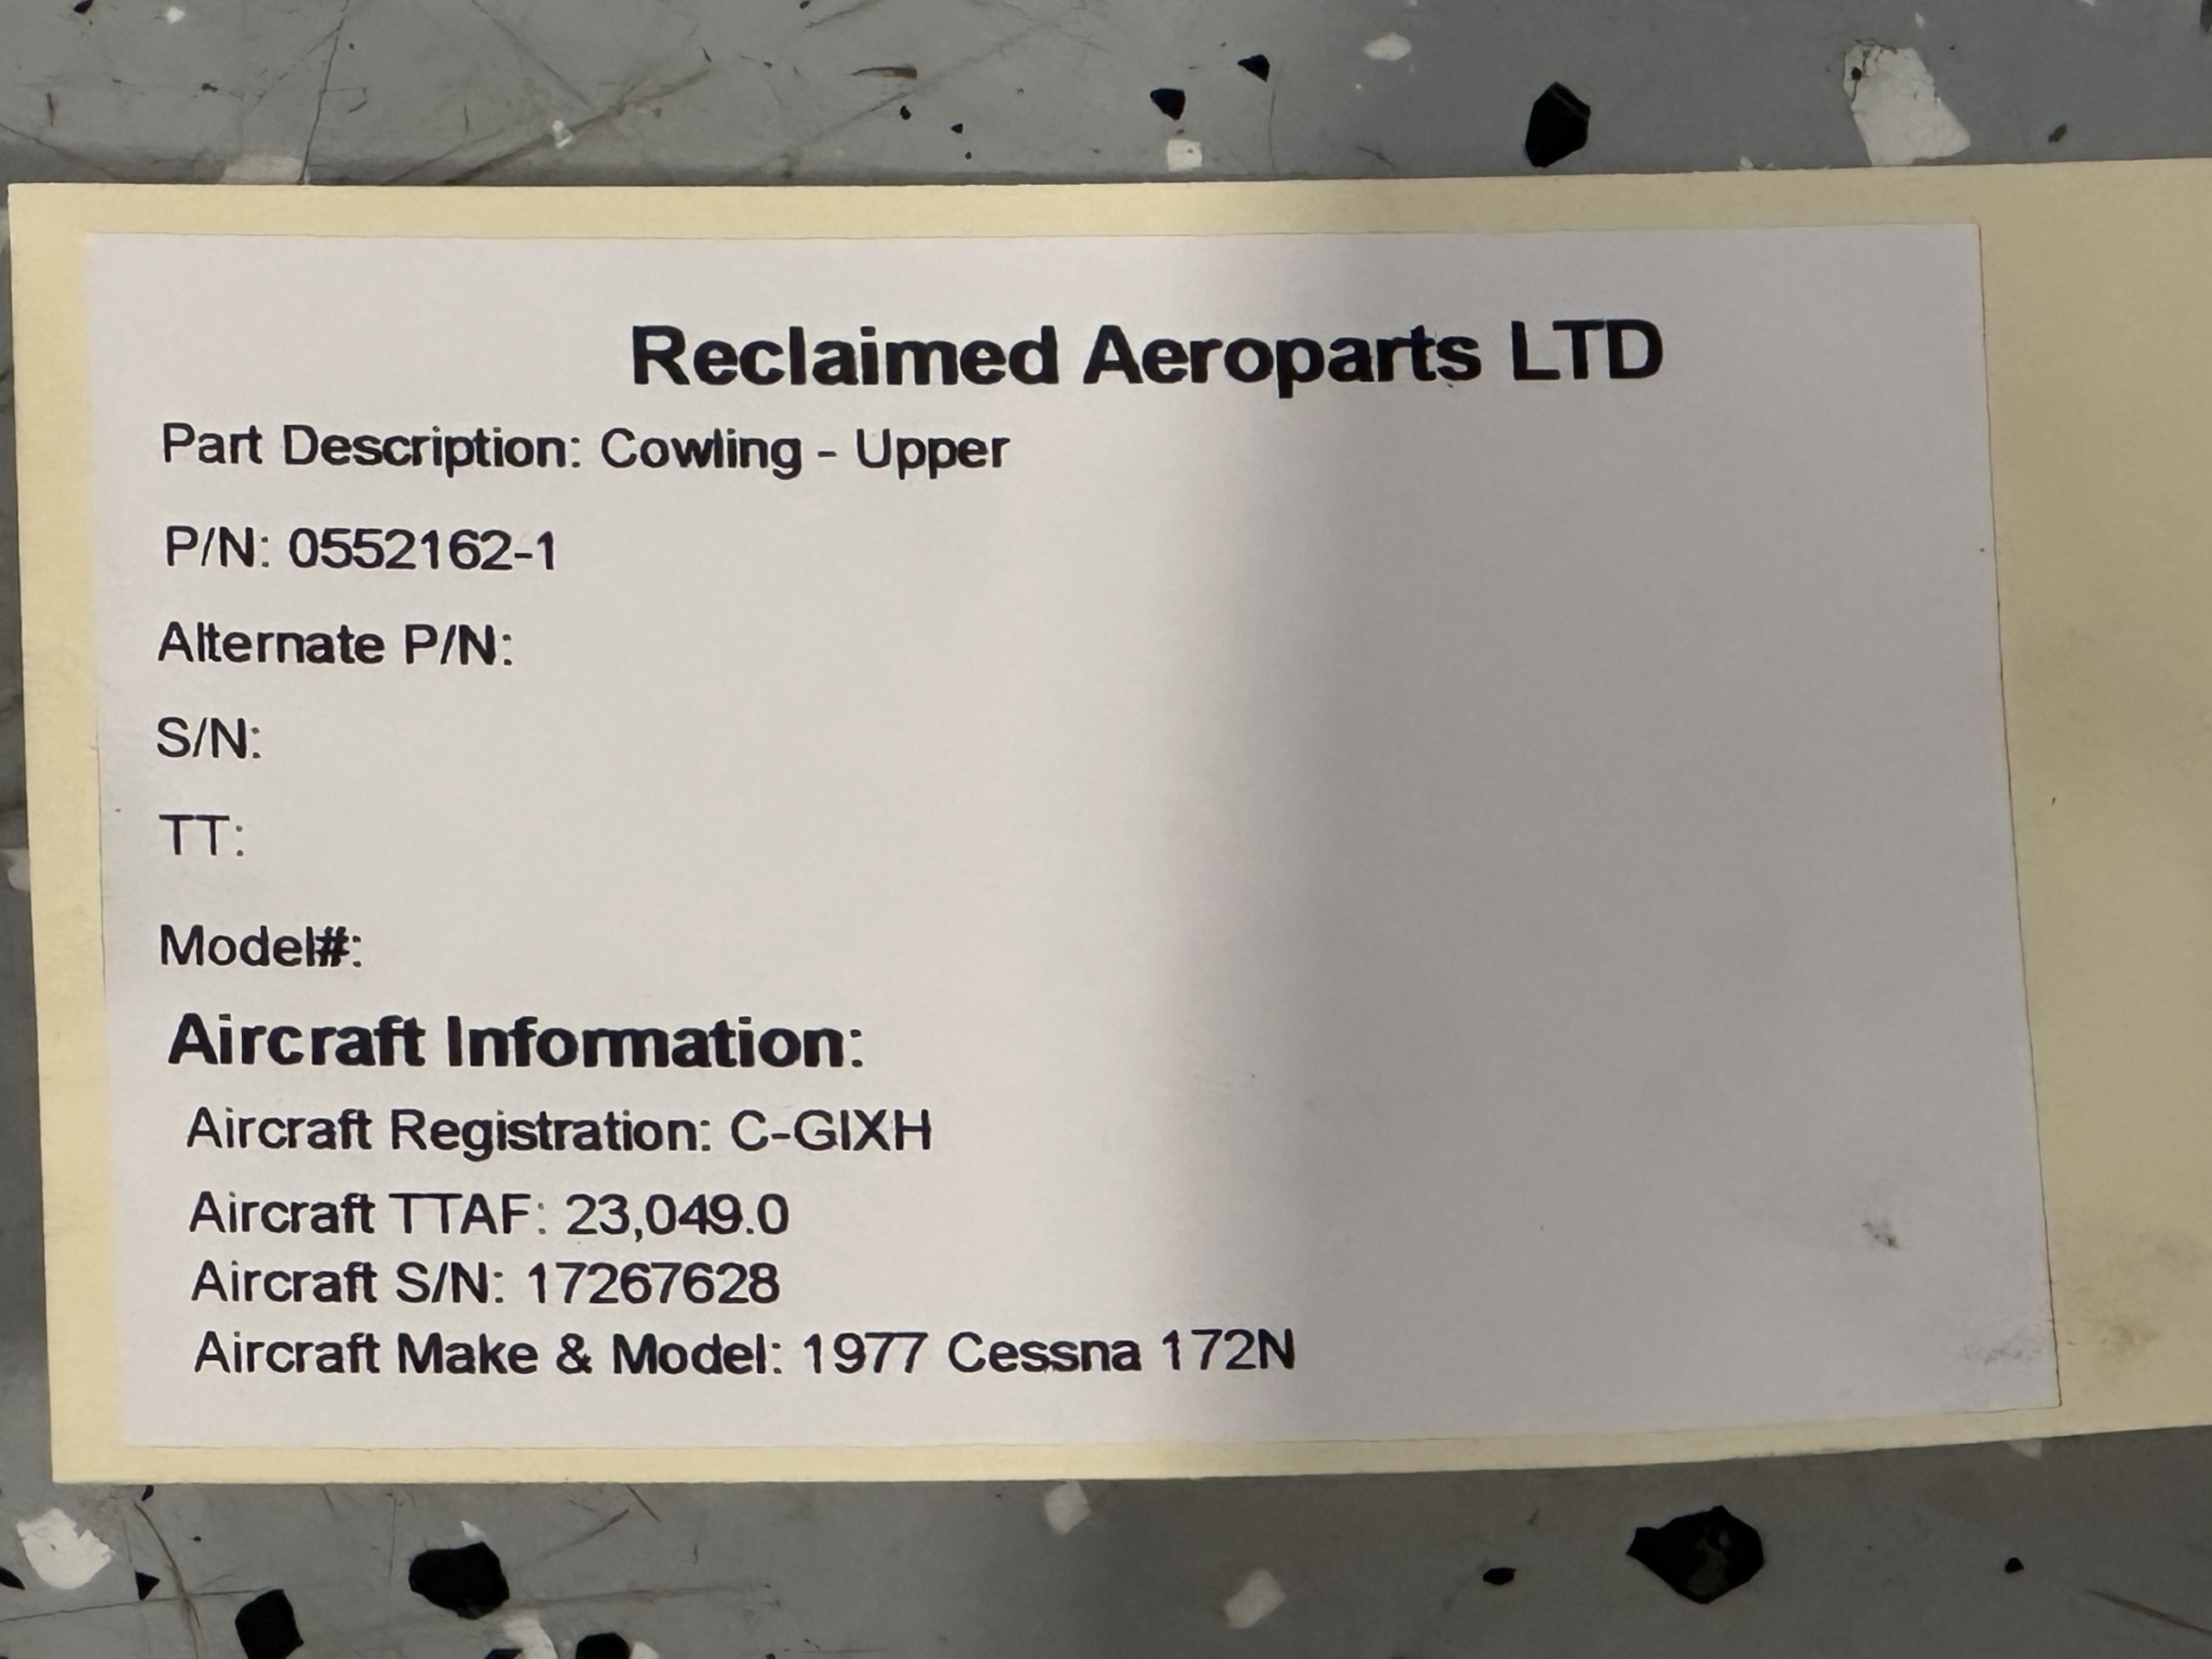 Reclaimed Aeroparts LTD
Part Description: Cowling - Upper
P/N: 0552162-1
Alternate P/N:
S/N:
TT:
Model#:
Aircraft Information:
Aircraft Registration: C-GIXH
Aircraft TTAF: 23,049.0
Aircraft S/N: 17267628
Aircraft Make & Model: 1977 Cessna 172N